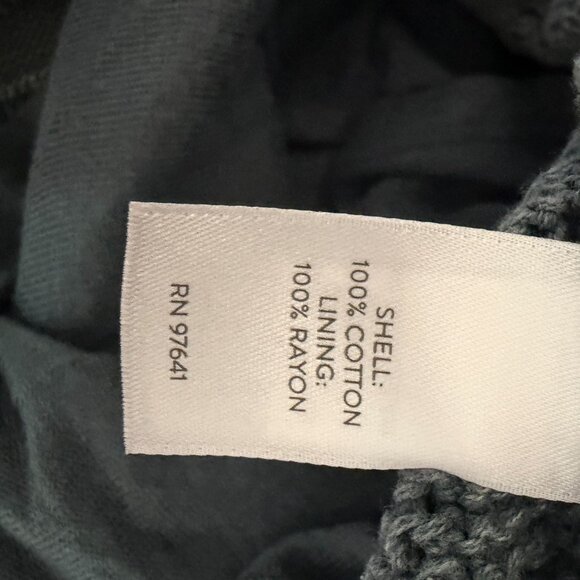 SHELL:
100% COTTON
LINING:
100% RAYON
RN 97641